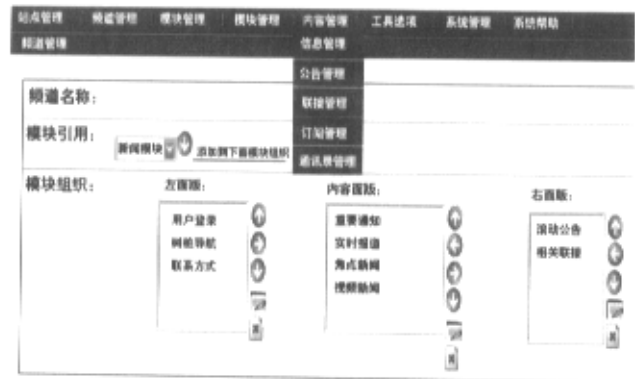 站点管理 频道管理 模块管理 模块管理 内容管理 工具选项 系统管理 系统帮助
频道管理 信息管理
公告管理
频道名称:
联接管理
模块引用:
新闻模块 添加到下面模块组织
订阅管理
通讯录管理
模块组织: 左面版: 内容面版: 右面版:
用户登录 重要通知 滚动公告
树桩导航 实时报道 相关联接
联系方式 焦点新闻
视频新闻